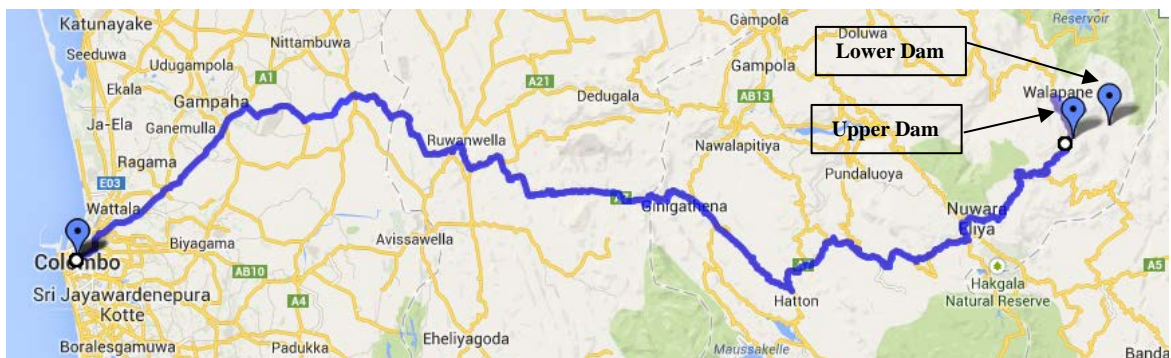 Katunayake
Seeduwa
Nittambuwa
Gampola
Doluwa
Reservoir
Lower Dam
Udugampola
A1
A21
Ekala
Gampaha
Dedugala
Gampola
AB13
Walapane
Upper Dam
Ja-Ela
Ganemulla
Ruwanwella
Nawalapitiya
Ragama
Pundaluoya
E03
Wattala
A7
Ginigathena
Nuwara
Eliya
Biyagama
Avissawella
Colombo
AB10
A7
A5
Sri Jayawardenepura
Kotte
A4
Hatton
Hakgala
Natural Reserve
Eheliyagoda
Boralesgamuwa
Padukka
Maussakelle
Banda